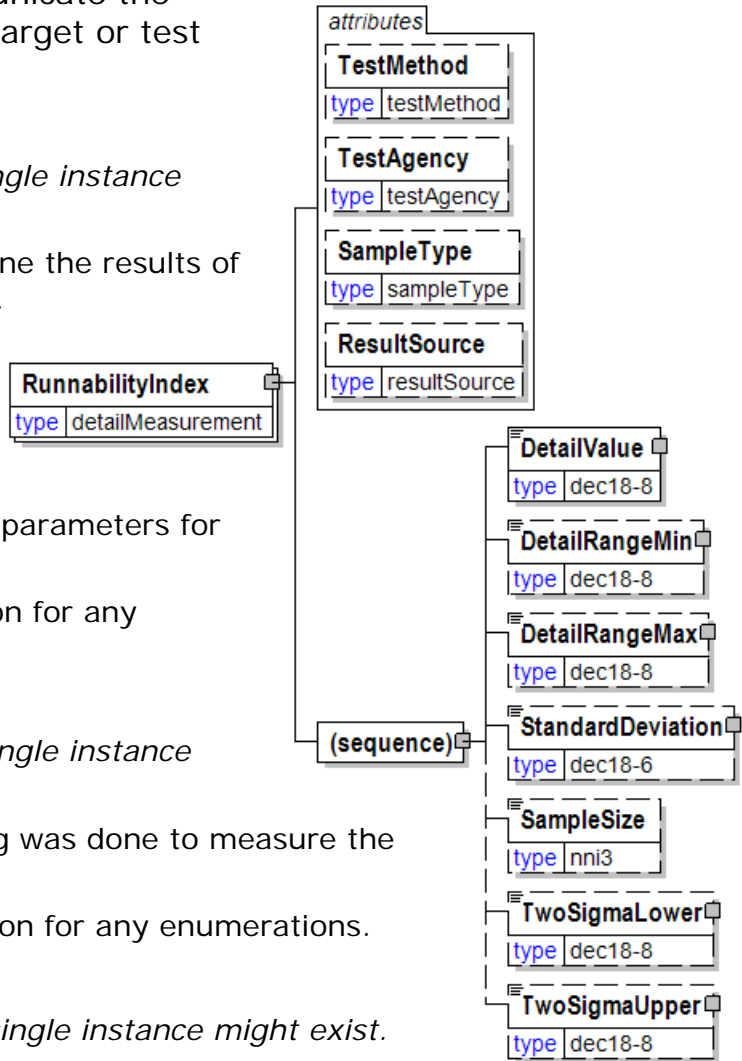 unicate the
arget or test
ngle instance
ne the results of
.
parameters for
on for any
ngle instance
g was done to measure the
on for any enumerations.
single instance might exist.
attributes
TestMethod
type testMethod
TestAgency
type testAgency
SampleType
type sampleType
ResultSource
type resultSource
RunnabilityIndex
type detailMeasurement
(sequence)
DetailValue
type dec18-8
DetailRangeMin
type dec18-8
DetailRangeMax
type dec18-8
StandardDeviation
type dec18-6
SampleSize
type nni3
TwoSigmaLower
type dec18-8
TwoSigmaUpper
type dec18-8